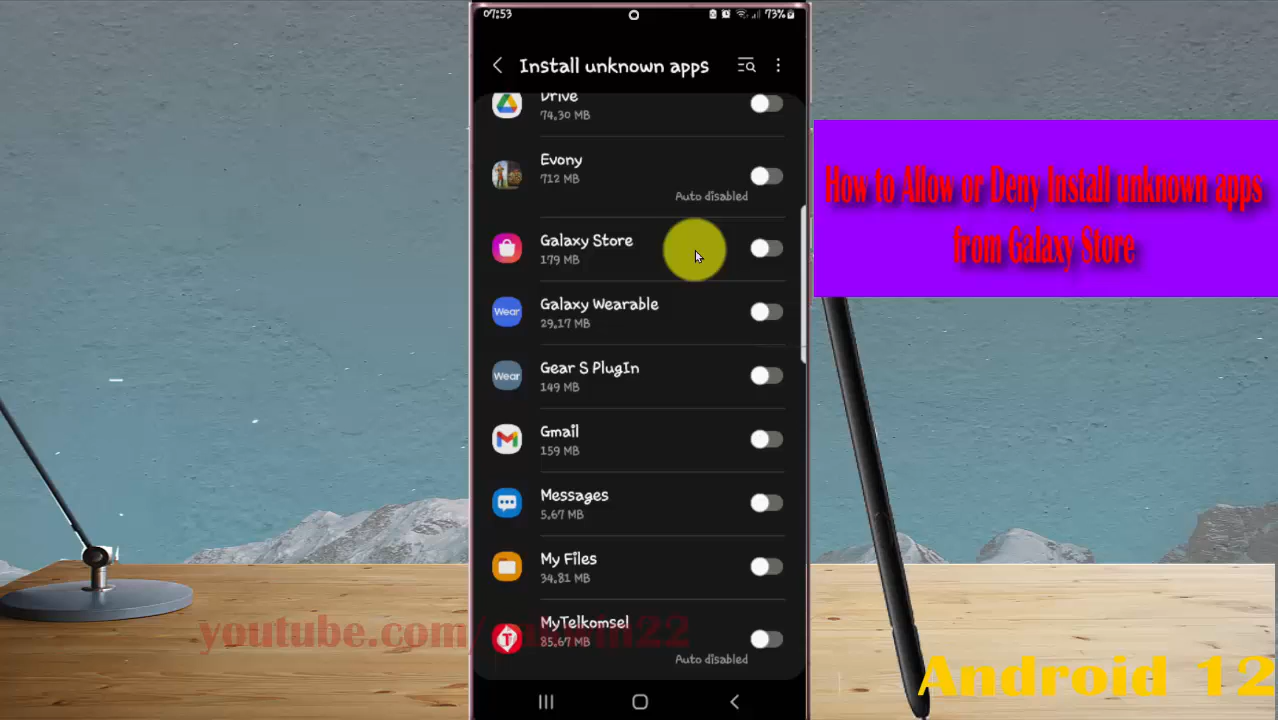 07:53
73%
Install unknown apps
Drive
74,30 MB
Evony
712 MB
Auto disabled
Galaxy Store
179 MB
Wear
Galaxy Wearable
29,17 MB
Wear
Gear S PlugIn
149 MB
Gmail
159 MB
Messages
5,67 MB
My Files
34,81 MB
MyTelkomsel
85,67 MB
Auto disabled
How to Allow or Deny Install unknown apps
from Galaxy Store
youtube.com/
Android 12